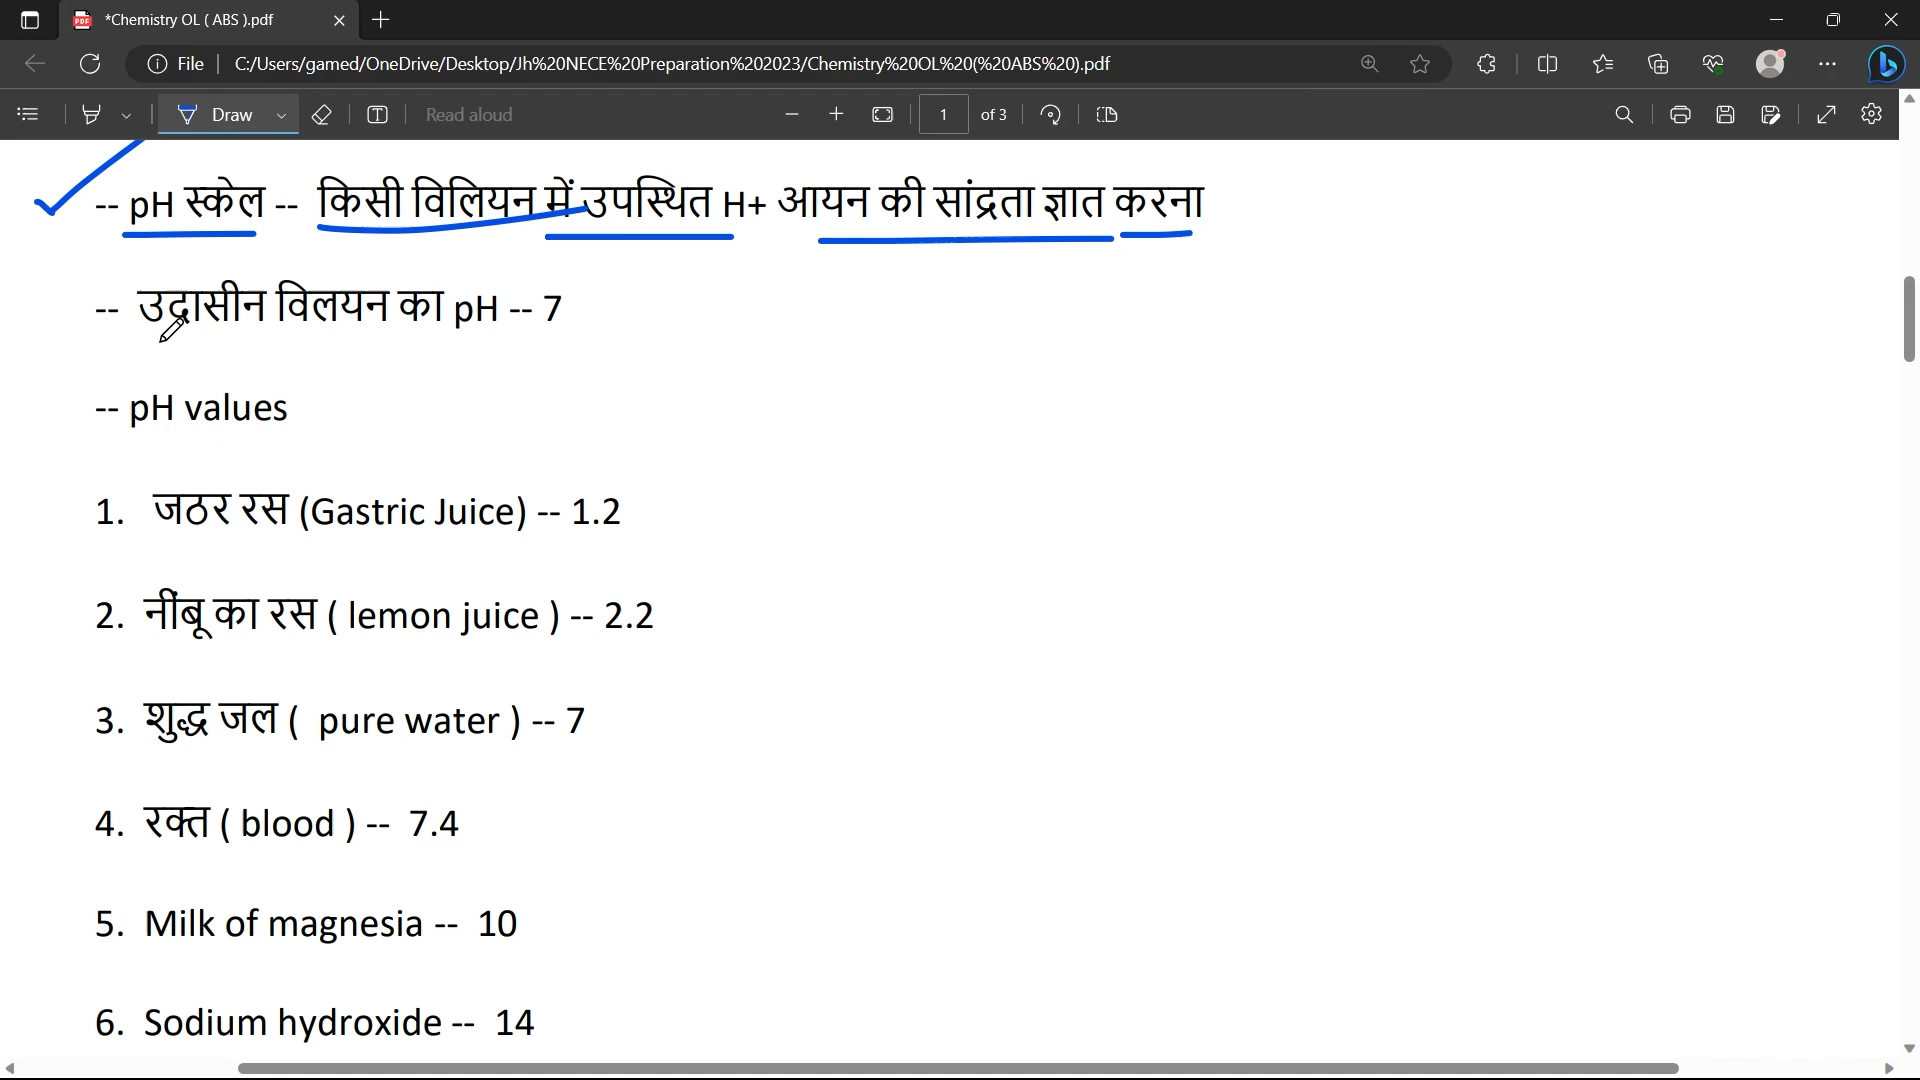 *Chemistry OL ( ABS ).pdf
File C:/Users/gamed/OneDrive/Desktop/Jh%20NECE%20Preparation%202023/Chemistry%20OL%20(%20ABS%20).pdf
Draw Read aloud 1 of 3
-- pH स्केल -- किसी विलियन में उपस्थित H+ आयन की सांद्रता ज्ञात करना
-- उदासीन विलयन का pH -- 7
-- pH values
1. जठर रस (Gastric Juice) -- 1.2
2. नींबू का रस ( lemon juice ) -- 2.2
3. शुद्ध जल ( pure water ) -- 7
4. रक्त ( blood ) -- 7.4
5. Milk of magnesia -- 10
6. Sodium hydroxide -- 14